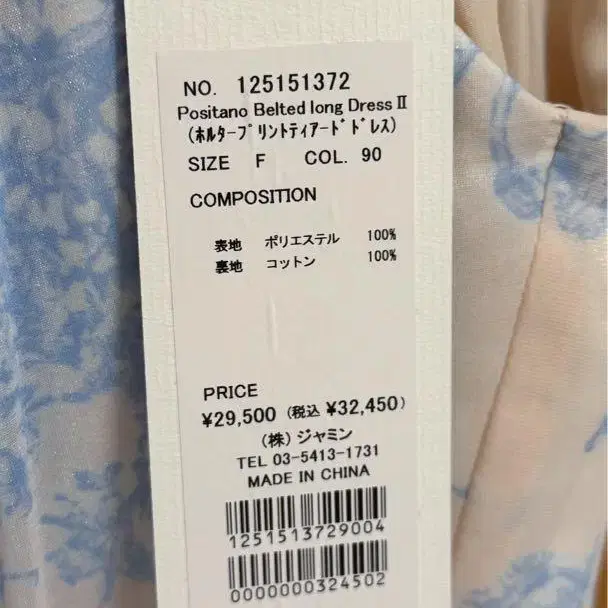 NO. 125151372
Positano Belted long Dress Ⅱ
(ﾎﾙﾀｰﾌﾟﾘﾝﾄﾃｨｱｰﾄﾞﾄﾞﾚｽ)
SIZE F COL. 90
COMPOSITION
表地 ポリエステル 100%
裏地 コットン 100%
PRICE
¥29,500 (税込 ¥32,450)
(株) ジャミン
TEL 03-5413-1731
MADE IN CHINA
1251513729004
0000000324502